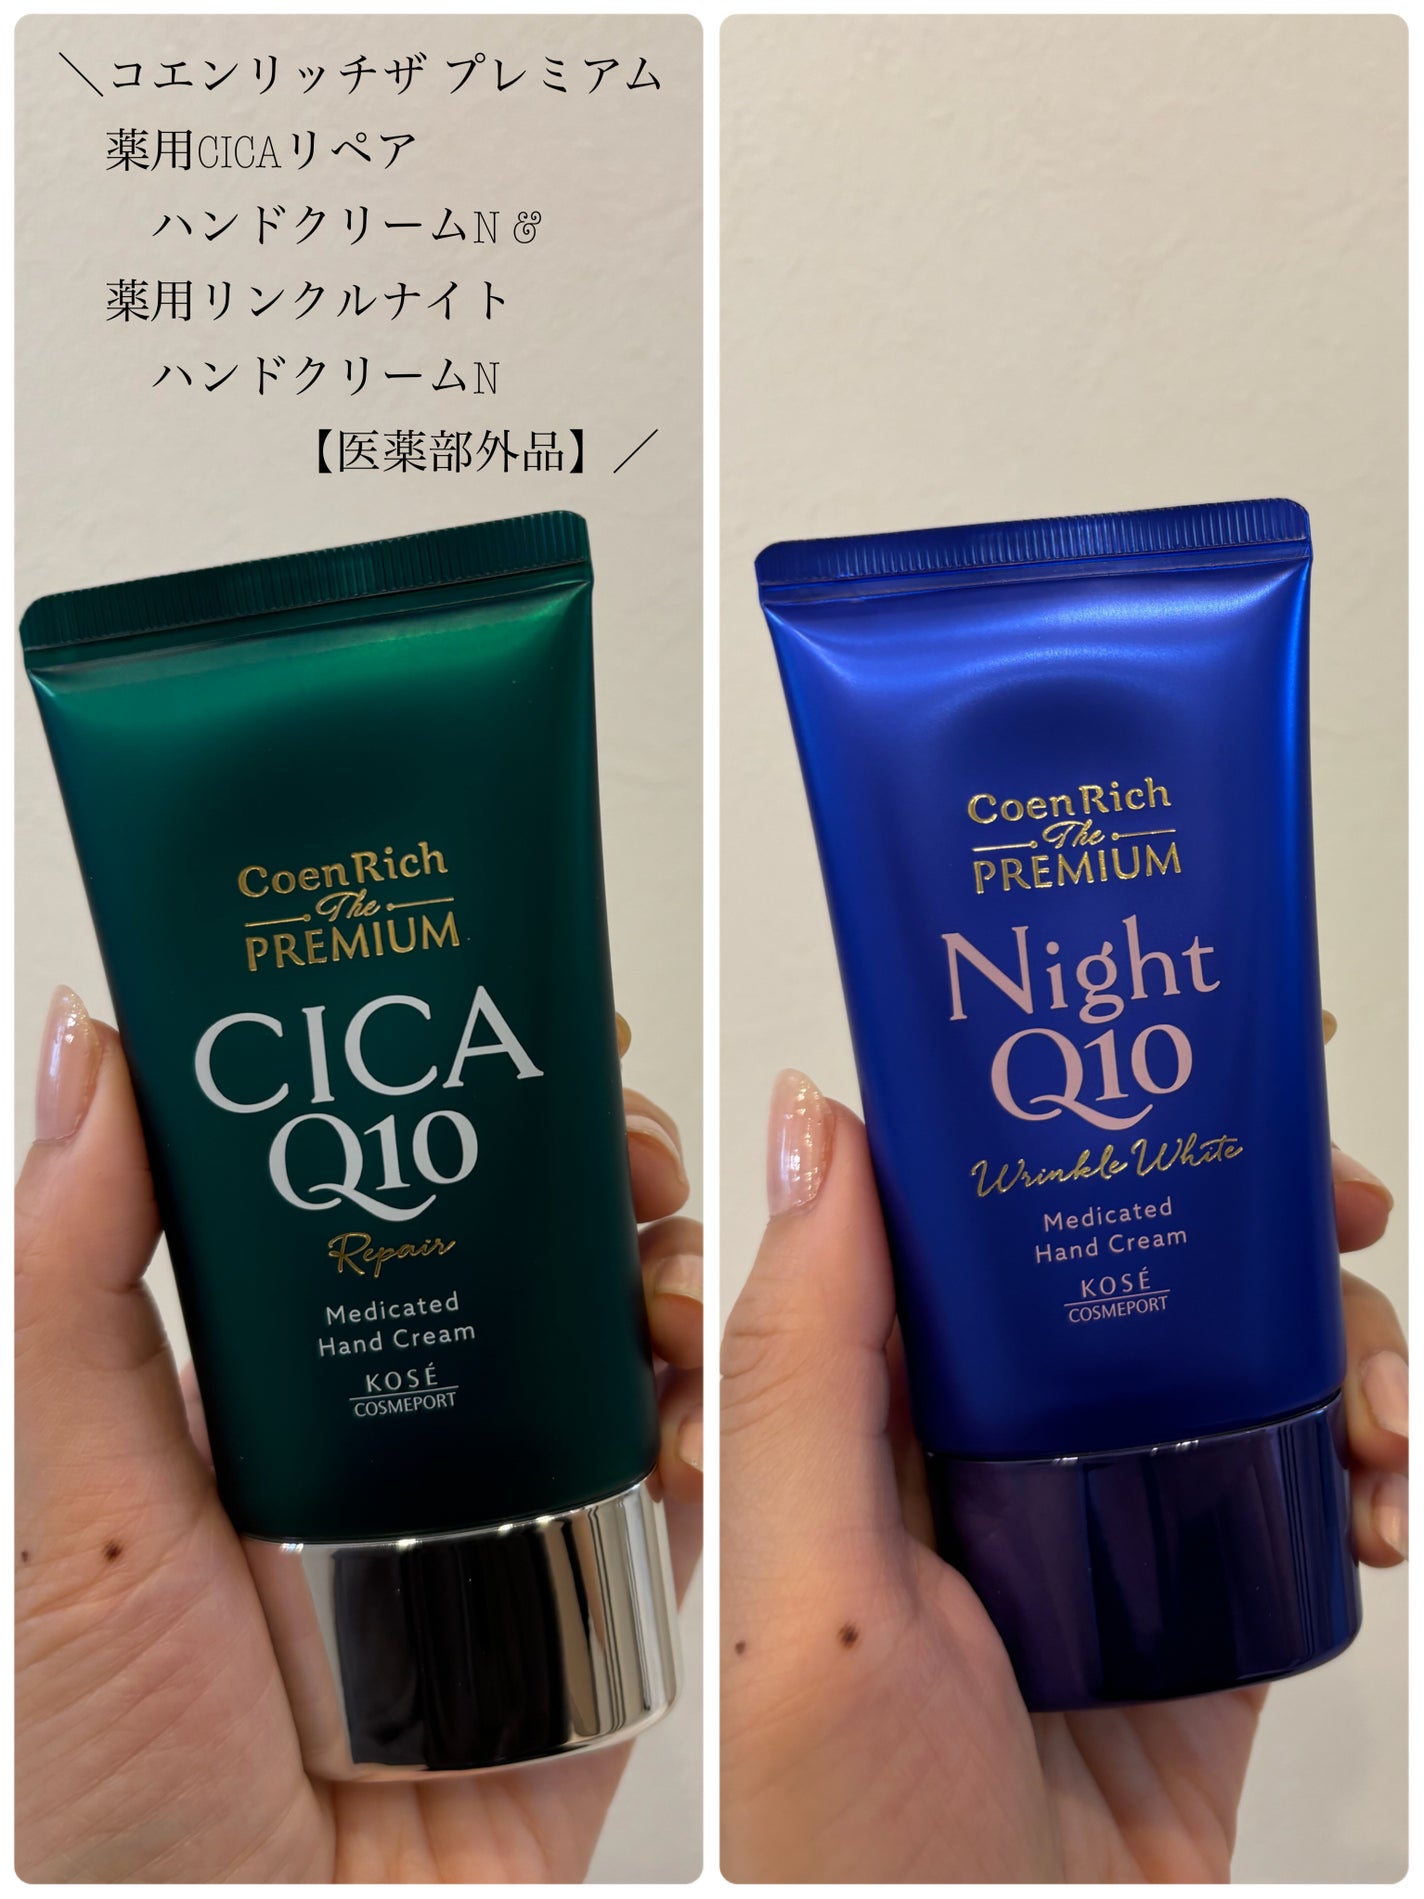 ＼コエンリッチザ プレミアム
薬用CICAリペア
ハンドクリームN &
薬用リンクルナイト
ハンドクリームN
【医薬部外品】／
CoenRich
The
PREMIUM
CICA
Q10
Repair
Medicated
Hand Cream
KOSÉ
COSMEPORT
CoenRich
The
PREMIUM
Night
Q10
Wrinkle White
Medicated
Hand Cream
KOSÉ
COSMEPORT